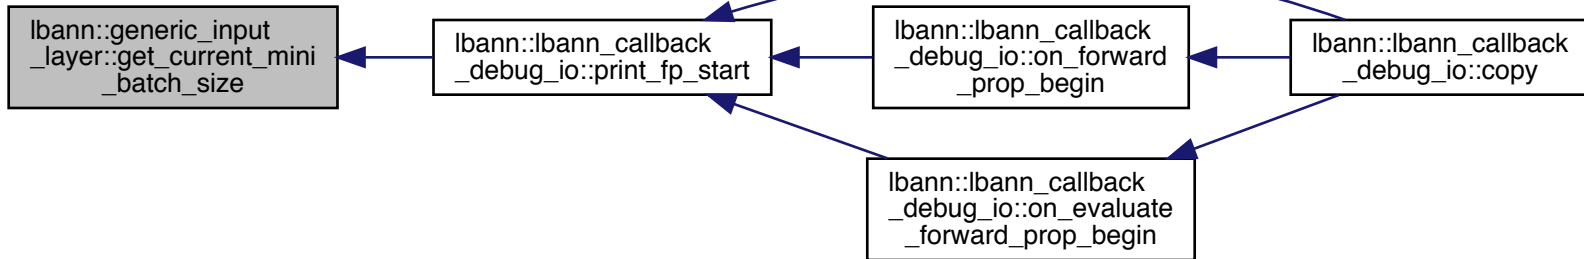 lbann::generic_input
_layer::get_current_mini
_batch_size
lbann::lbann_callback
_debug_io::print_fp_start
lbann::lbann_callback
_debug_io::on_forward
_prop_begin
lbann::lbann_callback
_debug_io::copy
lbann::lbann_callback
_debug_io::on_evaluate
_forward_prop_begin